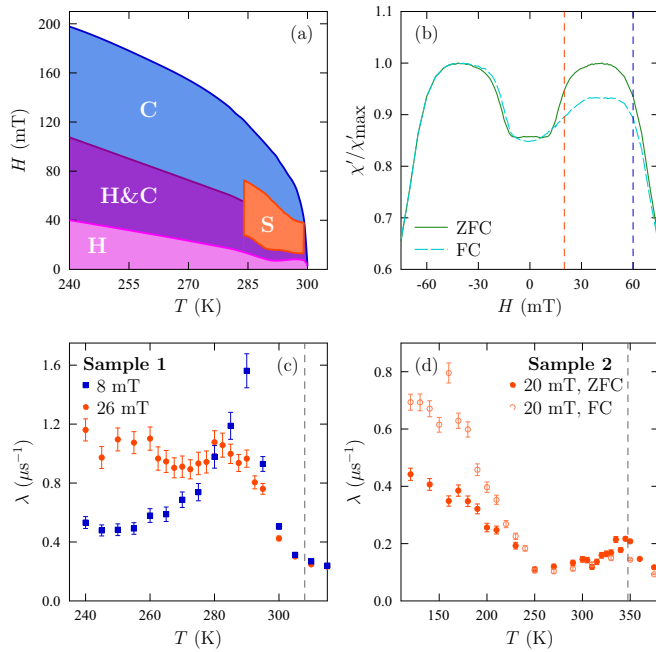 200
160
120
80
40
0
H (mT)
(a)
C
H&C
S
H
240
255
270
285
300
T (K)
1.0
0.9
0.8
0.7
0.6
χ′/χ′max
(b)
ZFC
FC
-60
-30
0
30
60
H (mT)
1.6
1.2
0.8
0.4
0.0
λ (μs⁻¹)
Sample 1
(c)
8 mT
26 mT
240
260
280
300
T (K)
1.0
0.8
0.6
0.4
0.2
0.0
λ (μs⁻¹)
(d)
Sample 2
20 mT, ZFC
20 mT, FC
150
200
250
300
350
T (K)